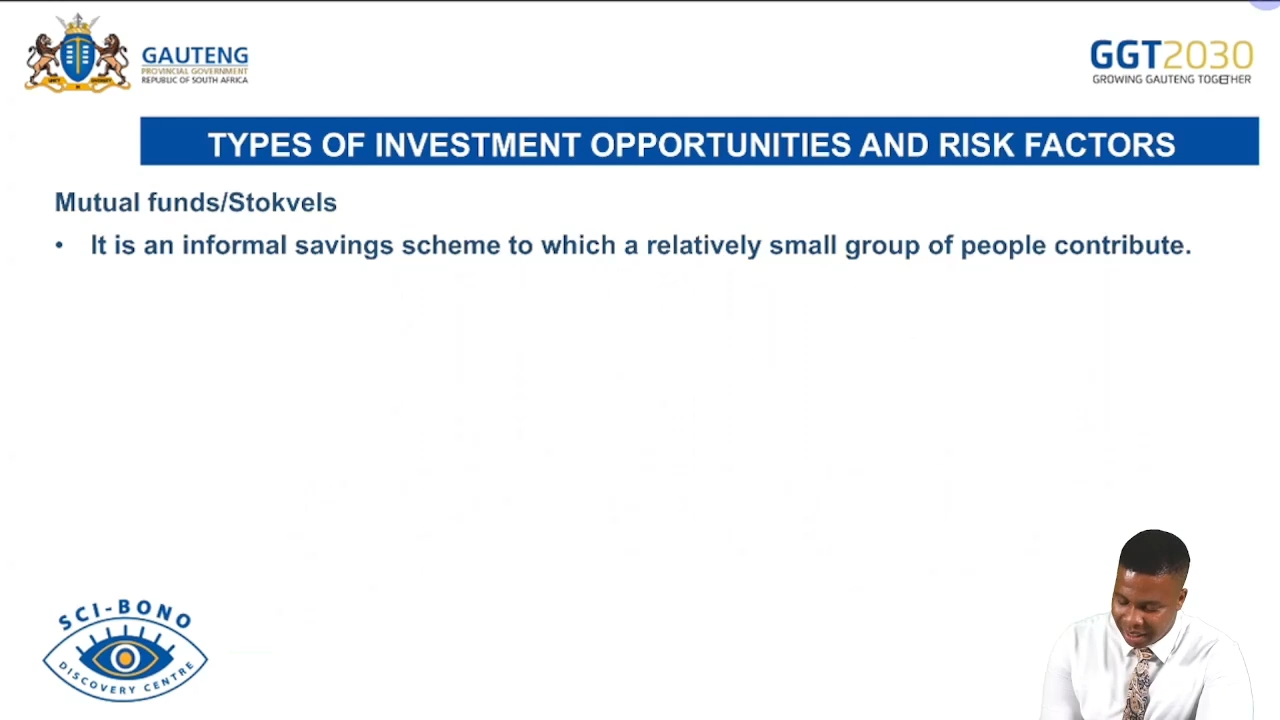 GAUTENG
PROVINCIAL GOVERNMENT
REPUBLIC OF SOUTH AFRICA
GGT2030
GROWING GAUTENG TOGETHER
TYPES OF INVESTMENT OPPORTUNITIES AND RISK FACTORS
Mutual funds/Stokvels
• It is an informal savings scheme to which a relatively small group of people contribute.
SCI-BONO
DISCOVERY CENTRE